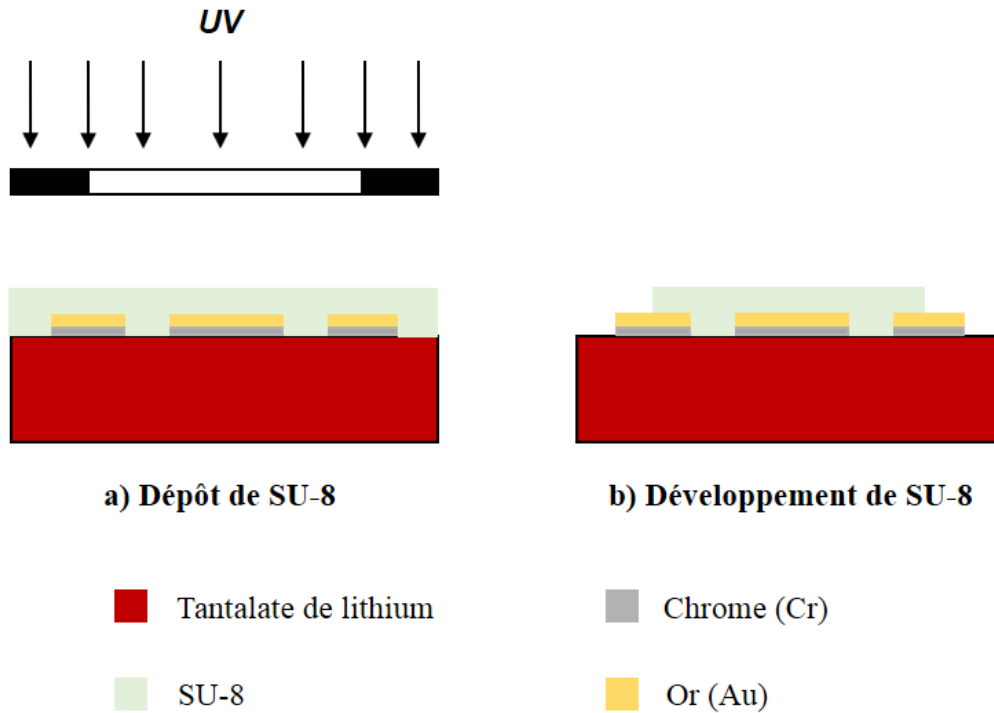 UV
a) Dépôt de SU-8
b) Développement de SU-8
Tantalate de lithium
Chrome (Cr)
SU-8
Or (Au)